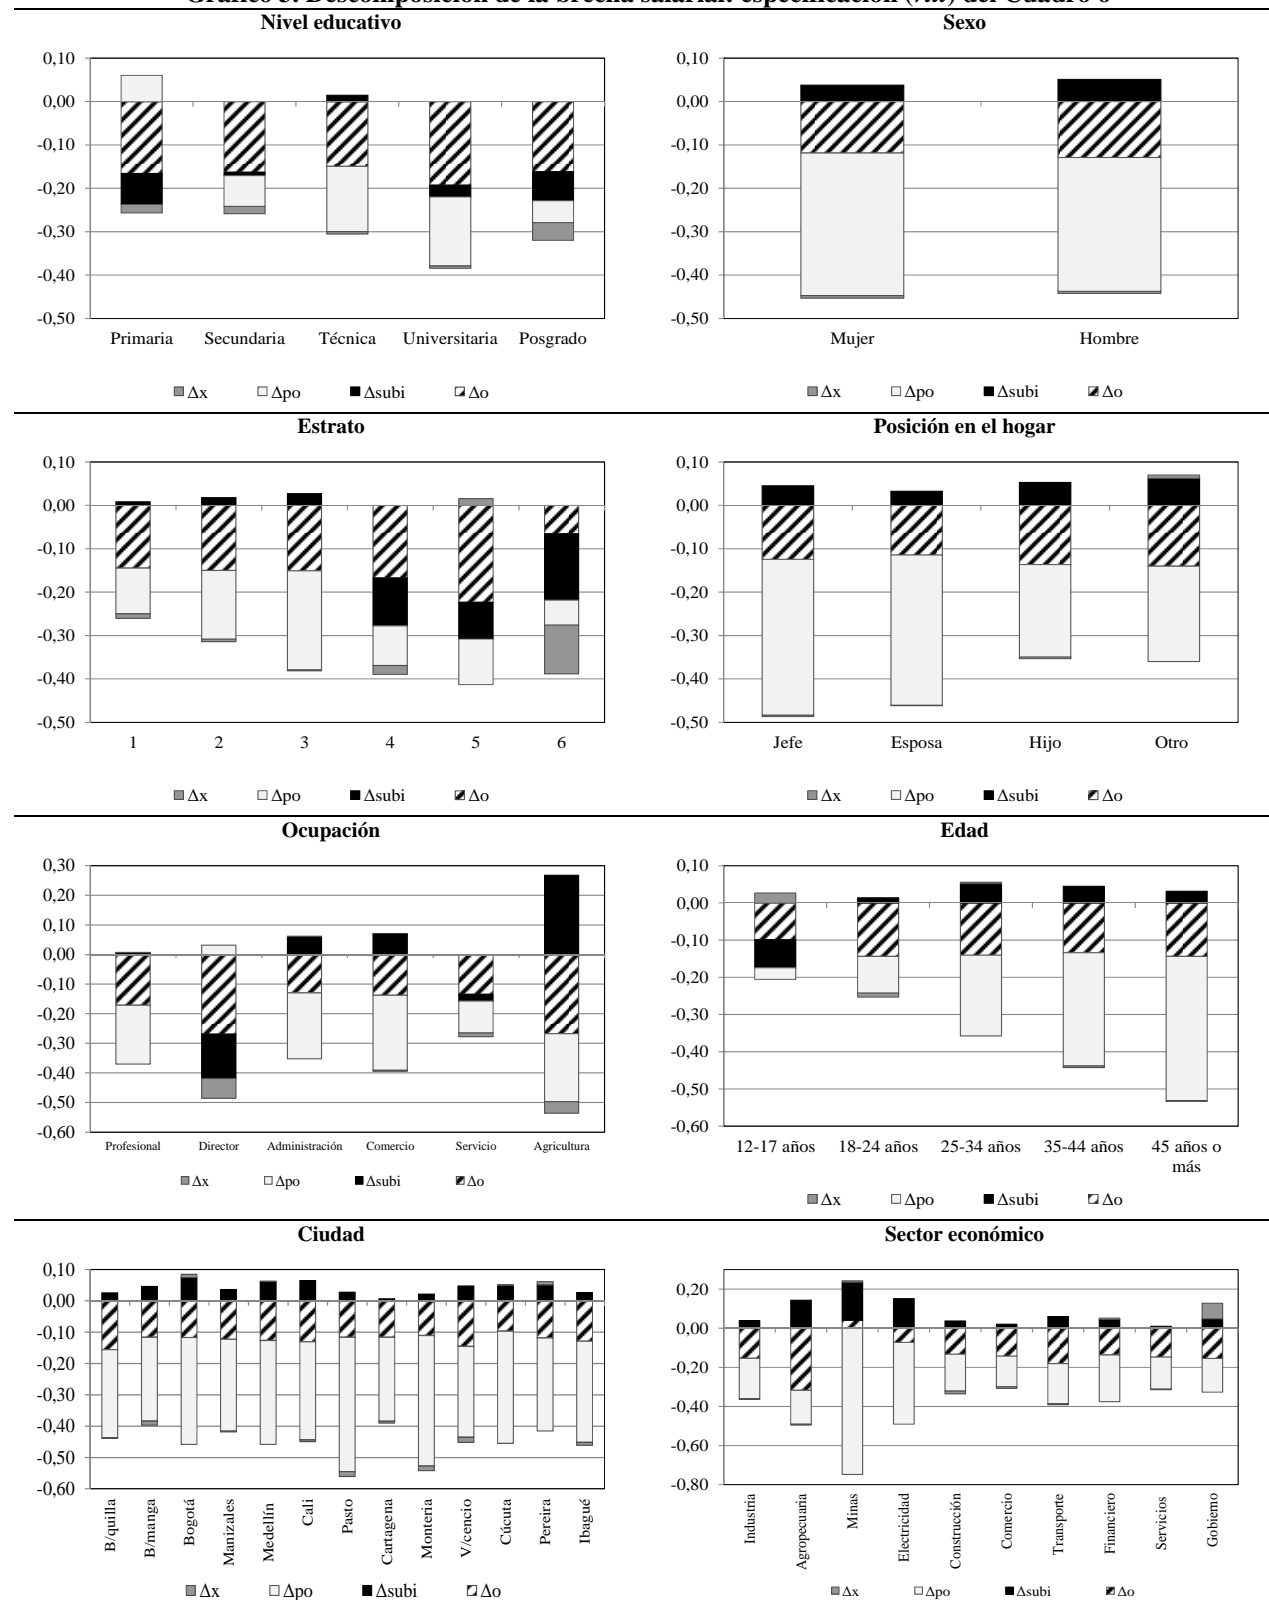 Nivel educativo
Sexo
0,10
0,00
-0,10
-0,20
-0,30
-0,40
-0,50
Primaria Secundaria Técnica Universitaria Posgrado
Δx Δpo Δsubi Δo
0,10
0,00
-0,10
-0,20
-0,30
-0,40
-0,50
Mujer Hombre
Δx Δpo Δsubi Δo
Estrato
Posición en el hogar
0,10
0,00
-0,10
-0,20
-0,30
-0,40
-0,50
1 2 3 4 5 6
Δx Δpo Δsubi Δo
0,10
0,00
-0,10
-0,20
-0,30
-0,40
-0,50
Jefe Esposa Hijo Otro
Δx Δpo Δsubi Δo
Ocupación
Edad
0,30
0,20
0,10
0,00
-0,10
-0,20
-0,30
-0,40
-0,50
-0,60
Profesional Director Administración Comercio Servicio Agricultura
Δx Δpo Δsubi Δo
0,10
0,00
-0,10
-0,20
-0,30
-0,40
-0,50
-0,60
12-17 años 18-24 años 25-34 años 35-44 años 45 años o
más
Δx Δpo Δsubi Δo
Ciudad
Sector económico
0,10
0,00
-0,10
-0,20
-0,30
-0,40
-0,50
-0,60
B/quilla
B/manga
Bogotá
Manizales
Medellín
Cali
Pasto
Cartagena
Monteria
V/cencio
Cúcuta
Pereira
Ibagué
Δx Δpo Δsubi Δo
0,20
0,00
-0,20
-0,40
-0,60
-0,80
Industria
Agropecuaria
Minas
Electricidad
Construcción
Comercio
Transporte
Financiero
Servicios
Gobierno
Δx Δpo Δsubi Δo